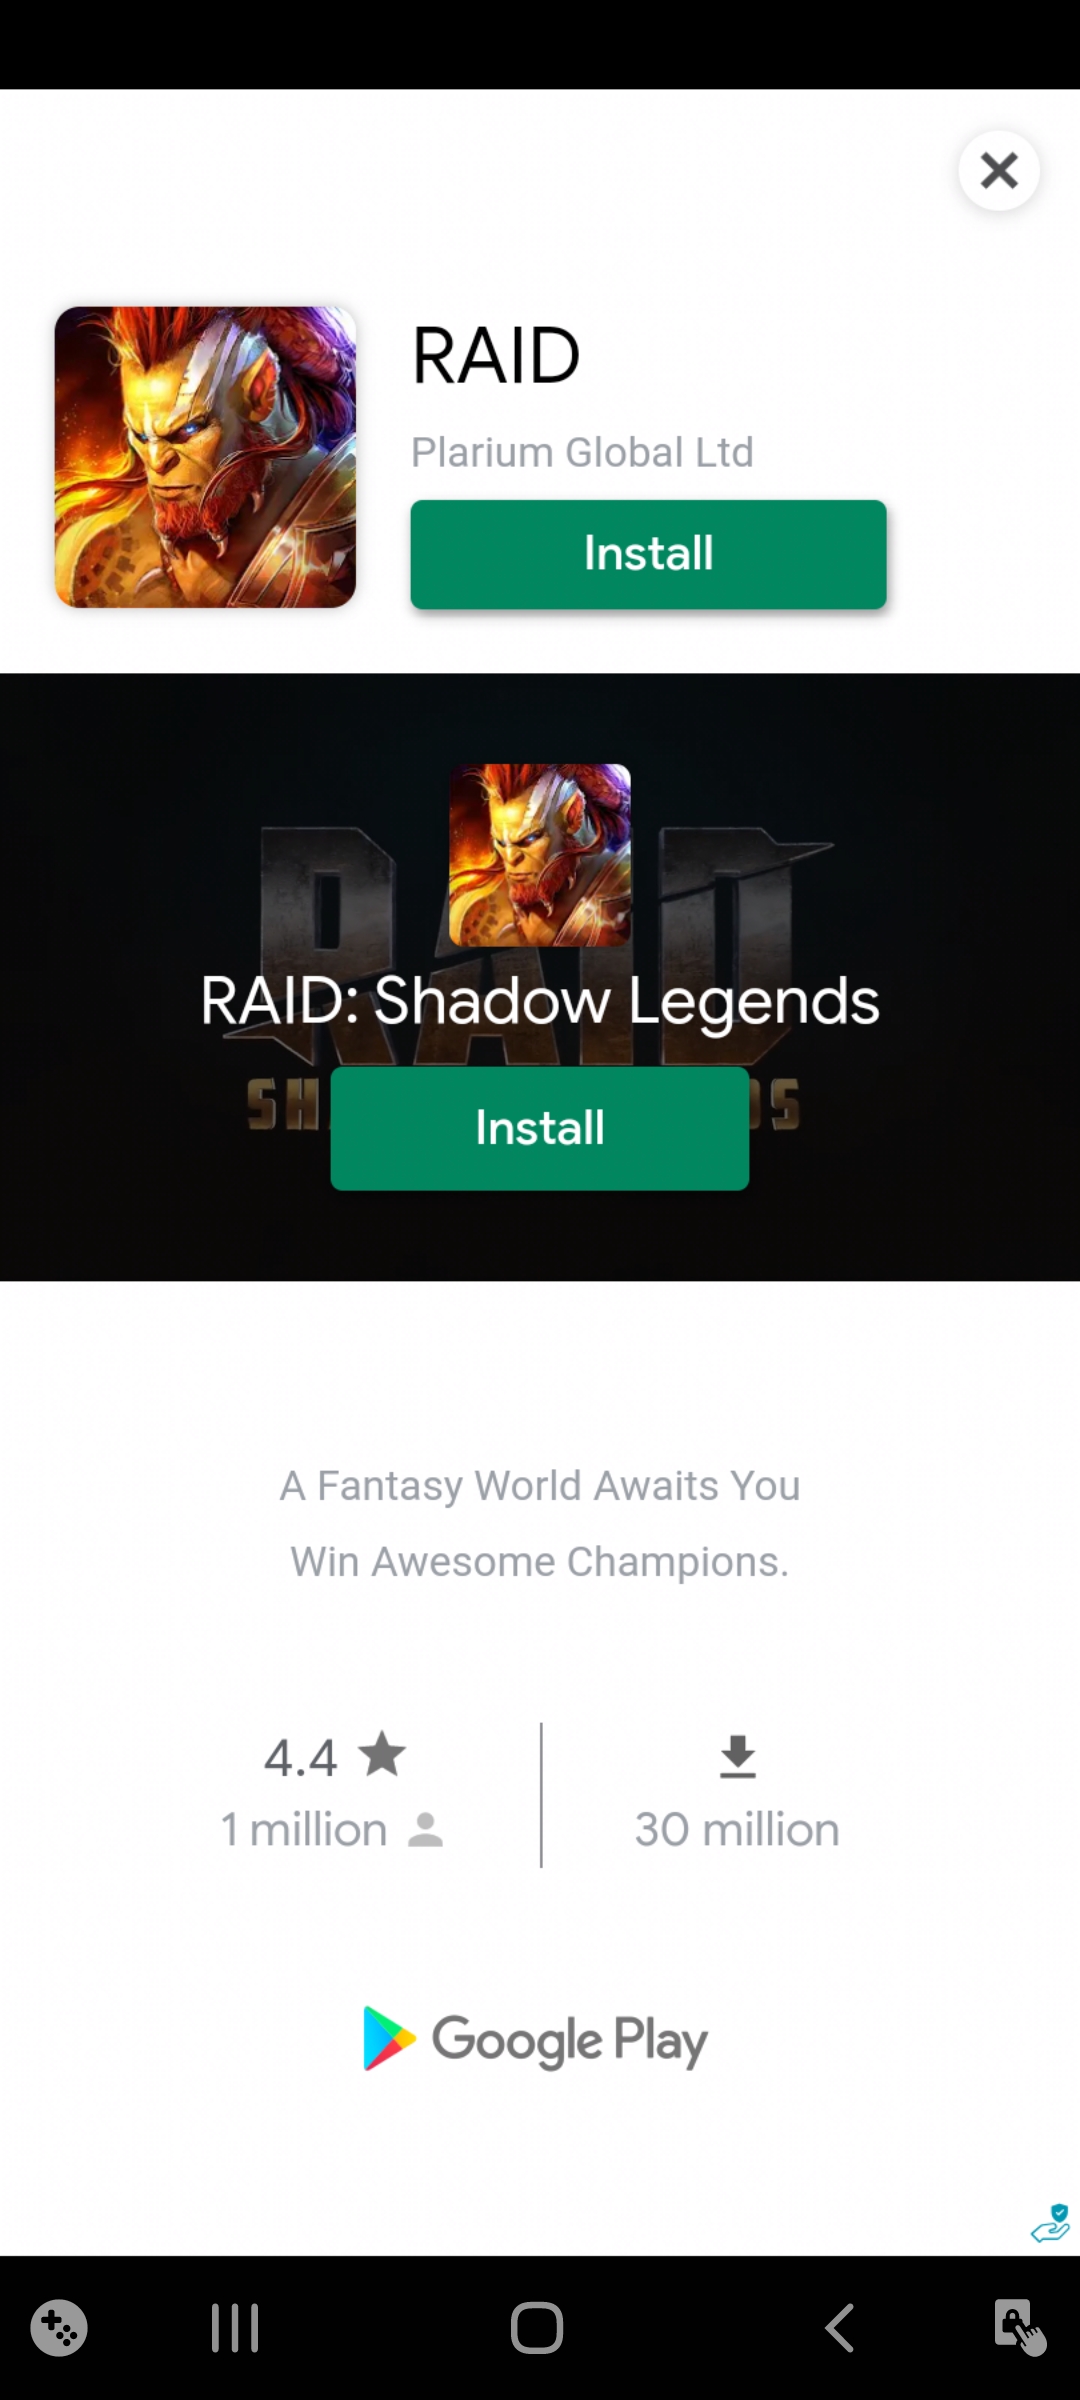 RAID
Plarium Global Ltd
Install
RAID: Shadow Legends
Install
A Fantasy World Awaits You
Win Awesome Champions.
4.4
1 million
30 million
Google Play